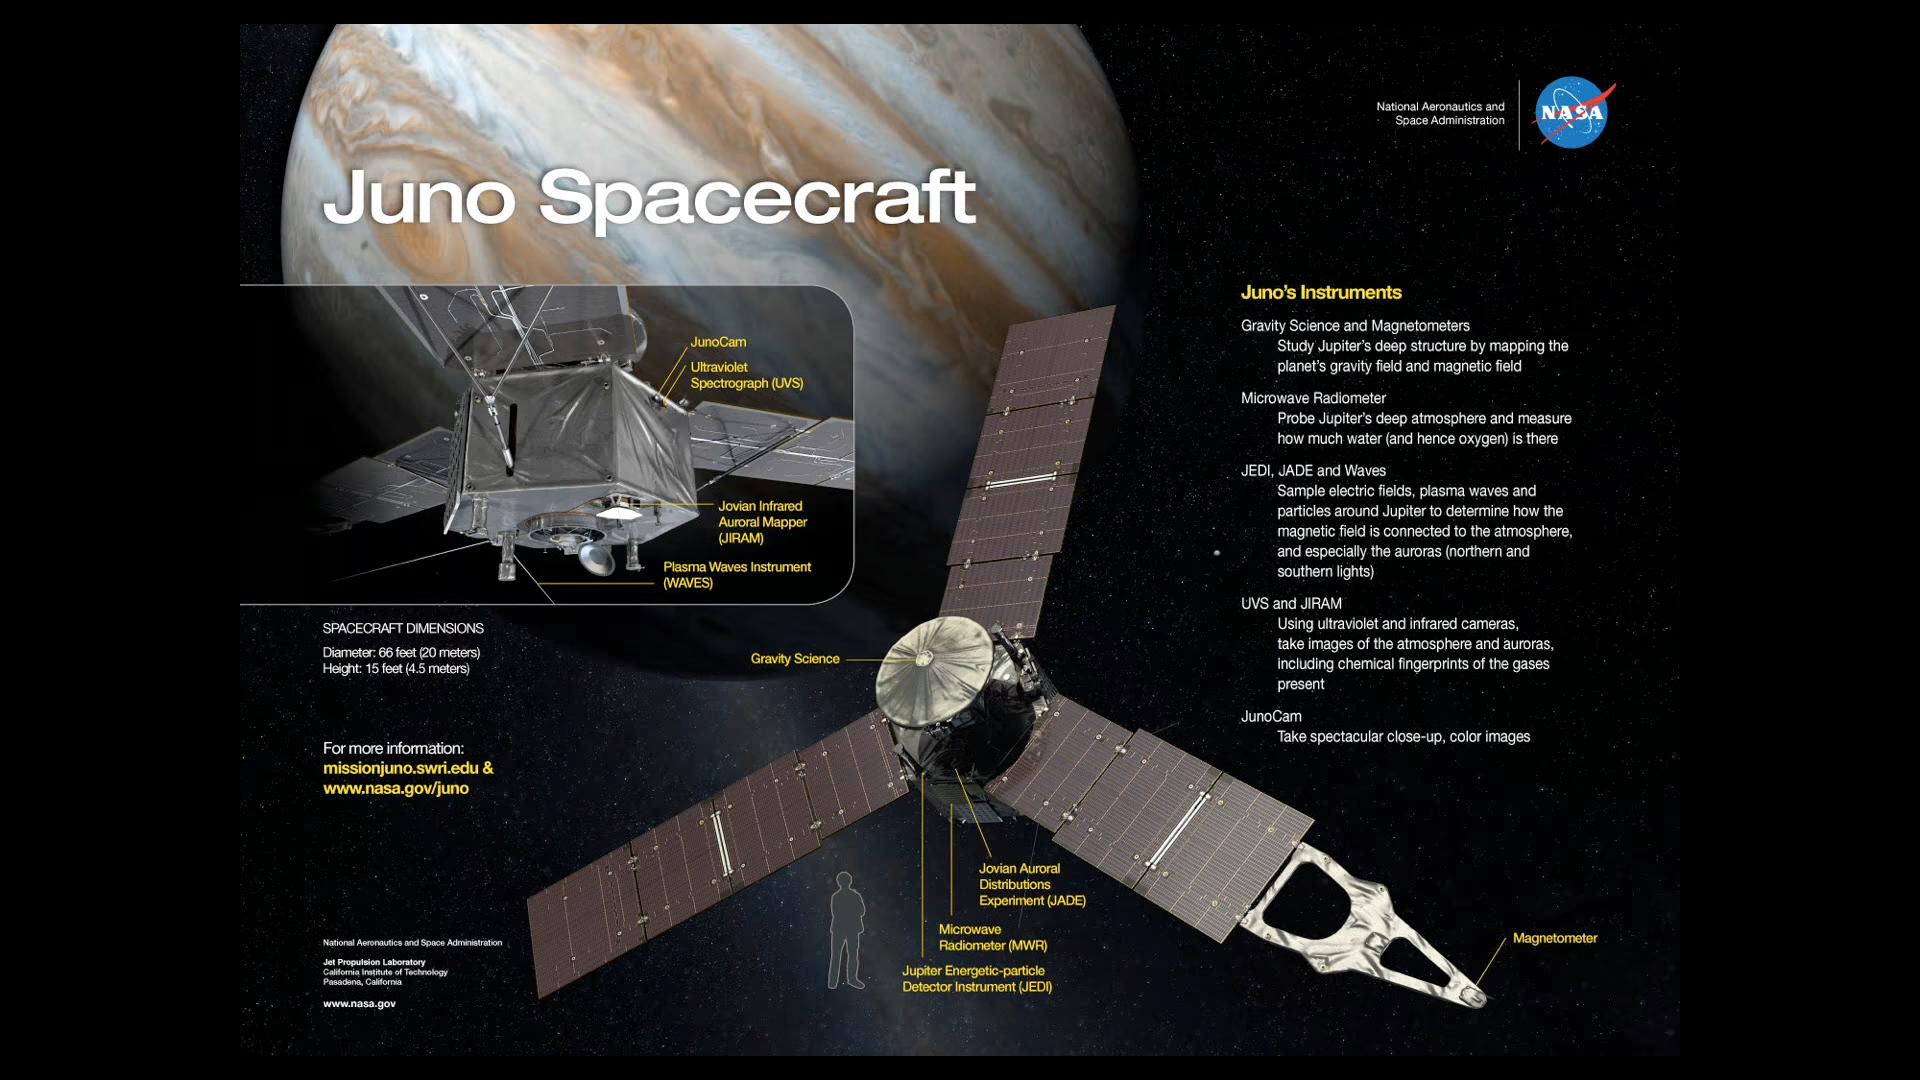 National Aeronautics and
Space Administration
NASA
Juno Spacecraft
JunoCam
Ultraviolet
Spectrograph (UVS)
Jovian Infrared
Auroral Mapper
(JIRAM)
Plasma Waves Instrument
(WAVES)
SPACECRAFT DIMENSIONS
Diameter: 66 feet (20 meters)
Height: 15 feet (4.5 meters)
For more information:
missionjuno.swri.edu &
www.nasa.gov/juno
National Aeronautics and Space Administration
Jet Propulsion Laboratory
California Institute of Technology
Pasadena, California
www.nasa.gov
Gravity Science
Jovian Auroral
Distributions
Experiment (JADE)
Microwave
Radiometer (MWR)
Jupiter Energetic-particle
Detector Instrument (JEDI)
Magnetometer
Juno's Instruments
Gravity Science and Magnetometers
Study Jupiter's deep structure by mapping the
planet's gravity field and magnetic field
Microwave Radiometer
Probe Jupiter's deep atmosphere and measure
how much water (and hence oxygen) is there
JEDI, JADE and Waves
Sample electric fields, plasma waves and
particles around Jupiter to determine how the
magnetic field is connected to the atmosphere,
and especially the auroras (northern and
southern lights)
UVS and JIRAM
Using ultraviolet and infrared cameras,
take images of the atmosphere and auroras,
including chemical fingerprints of the gases
present
JunoCam
Take spectacular close-up, color images